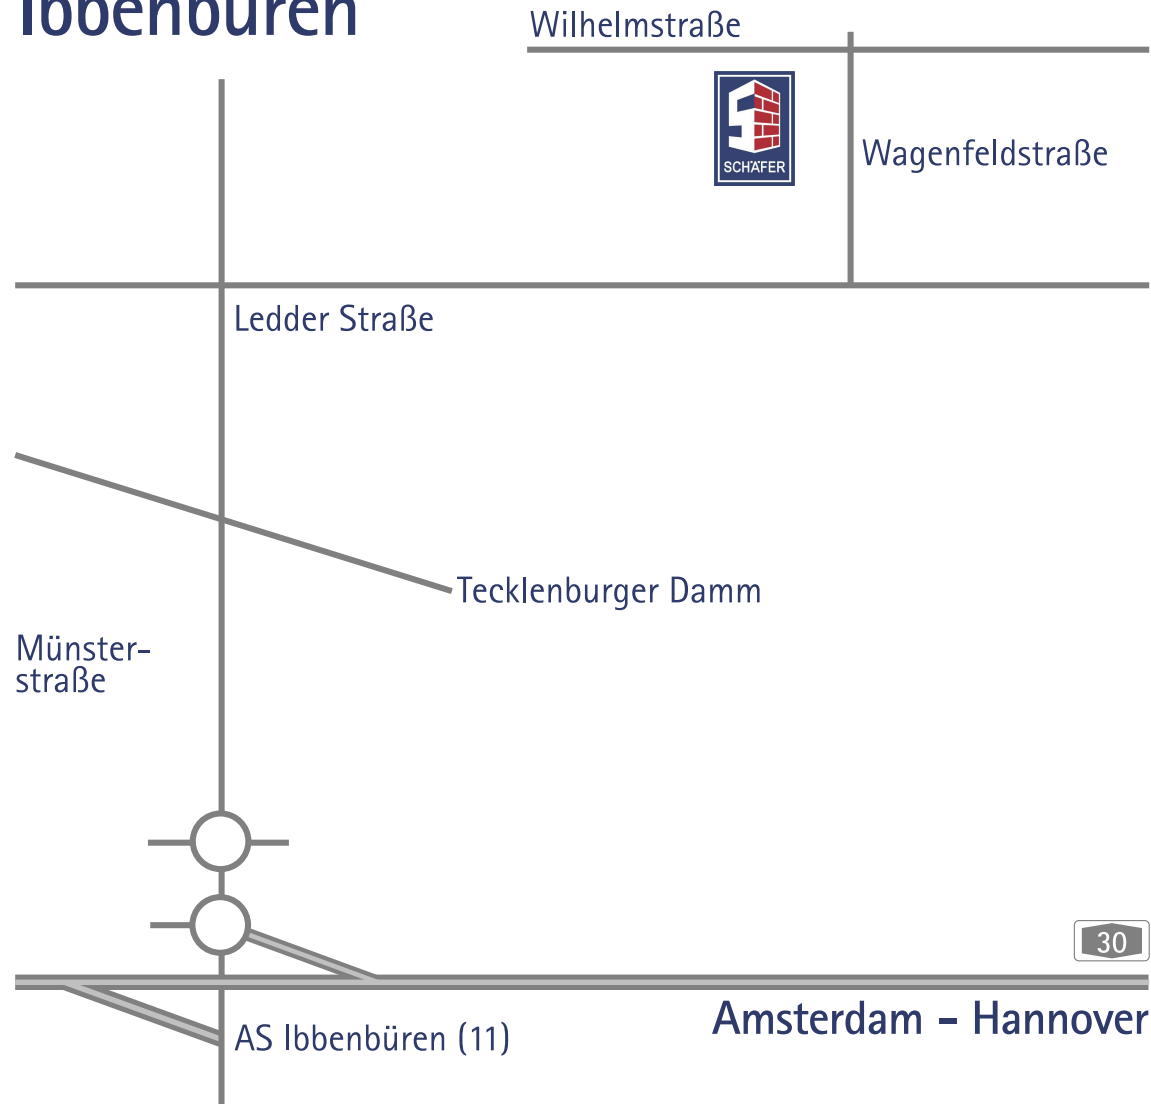 Ibbenbüren
Wilhelmstraße
SCHÄFER
Wagenfeldstraße
Ledder Straße
Tecklenburger Damm
Münster-
straße
30
Amsterdam - Hannover
AS Ibbenbüren (11)